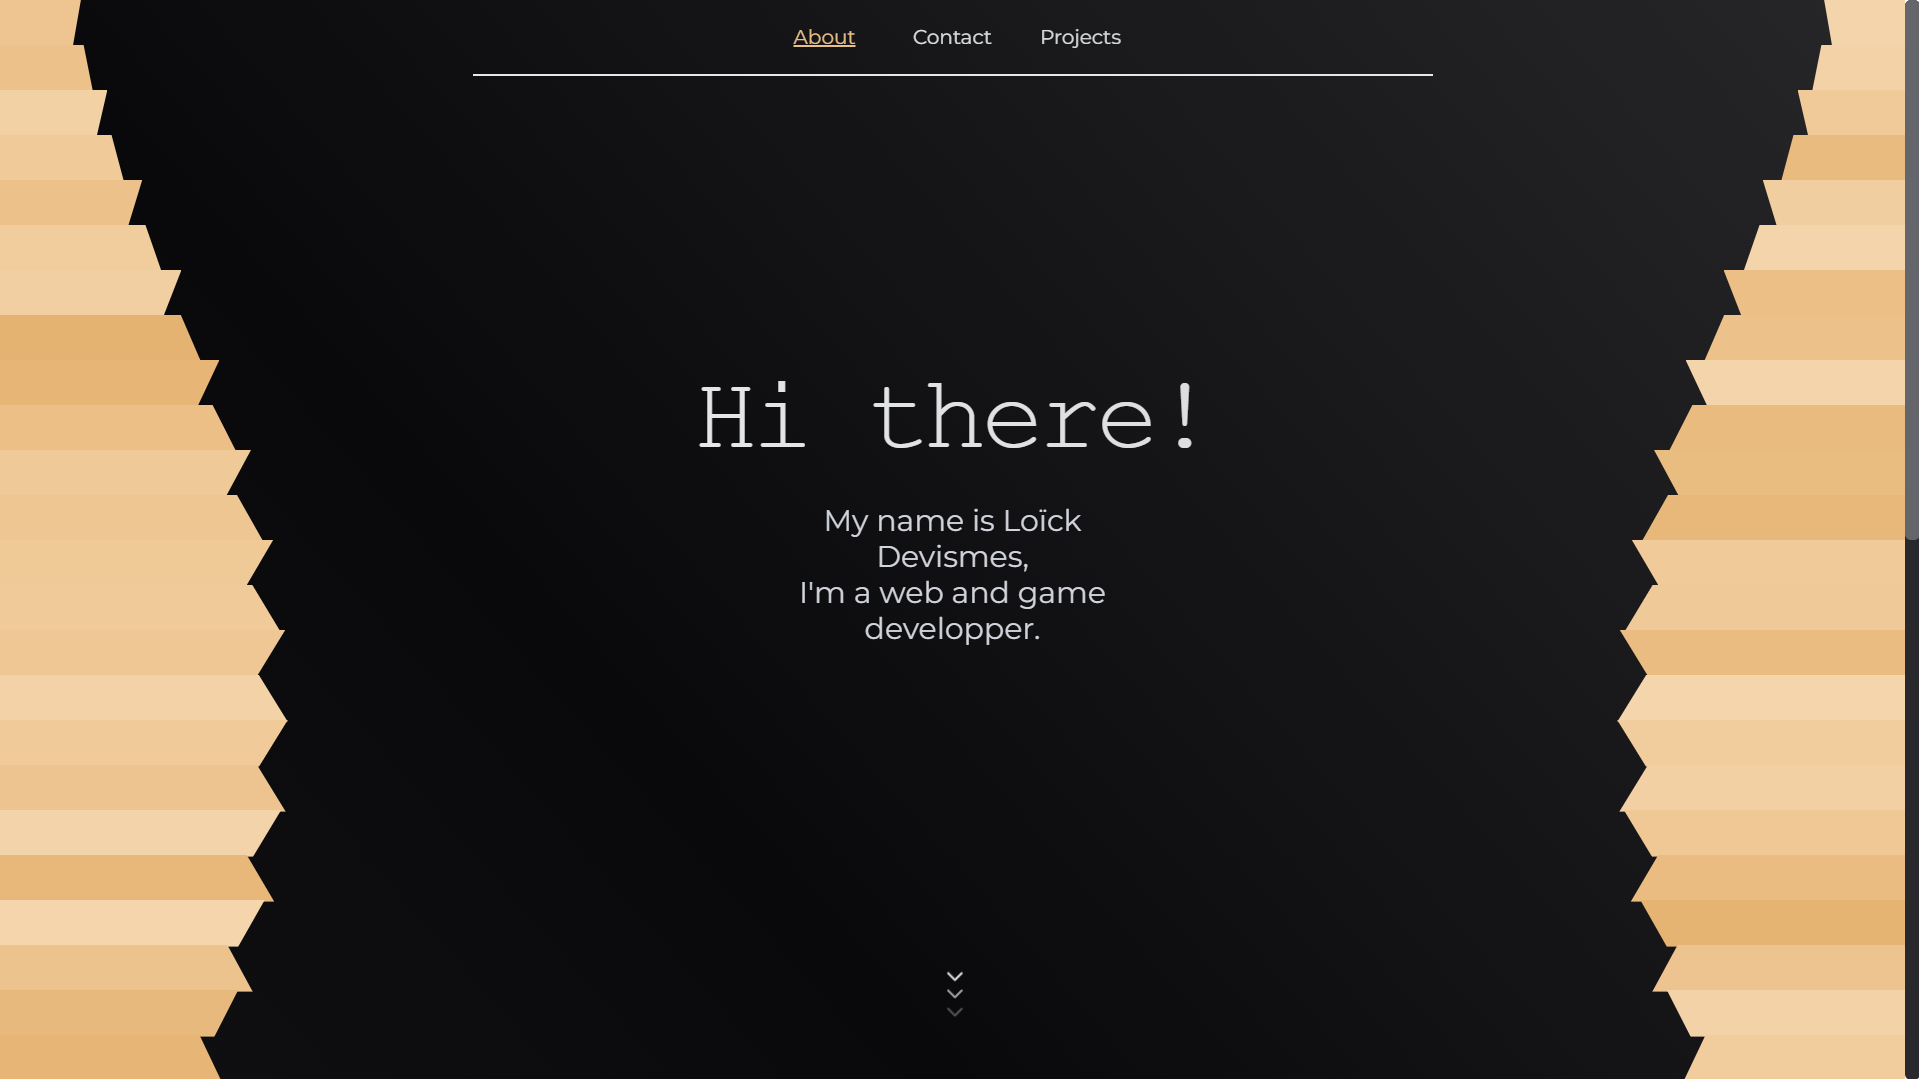 About Contact Projects
Hi there!
My name is Loïck
Devismes,
I'm a web and game
developper.